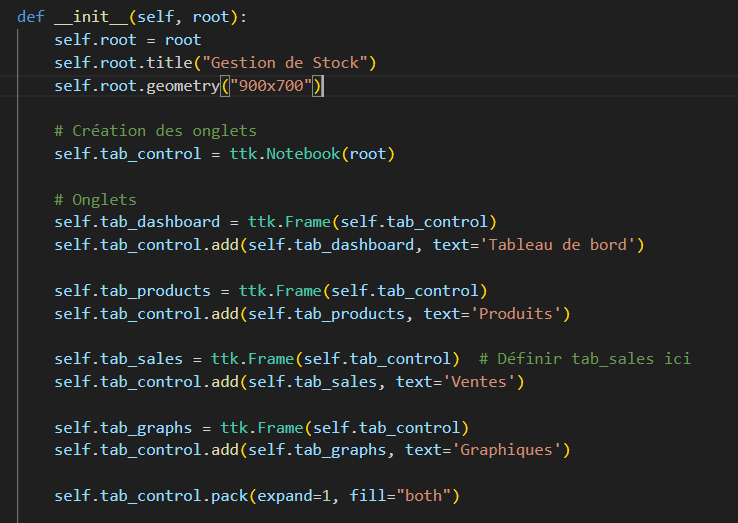 def __init__(self, root):
    self.root = root
    self.root.title("Gestion de Stock")
    self.root.geometry("900x700")
    # Création des onglets
    self.tab_control = ttk.Notebook(root)
    # Onglets
    self.tab_dashboard = ttk.Frame(self.tab_control)
    self.tab_control.add(self.tab_dashboard, text='Tableau de bord')
    self.tab_products = ttk.Frame(self.tab_control)
    self.tab_control.add(self.tab_products, text='Produits')
    self.tab_sales = ttk.Frame(self.tab_control)  # Définir tab_sales ici
    self.tab_control.add(self.tab_sales, text='Ventes')
    self.tab_graphs = ttk.Frame(self.tab_control)
    self.tab_control.add(self.tab_graphs, text='Graphiques')
    self.tab_control.pack(expand=1, fill="both")